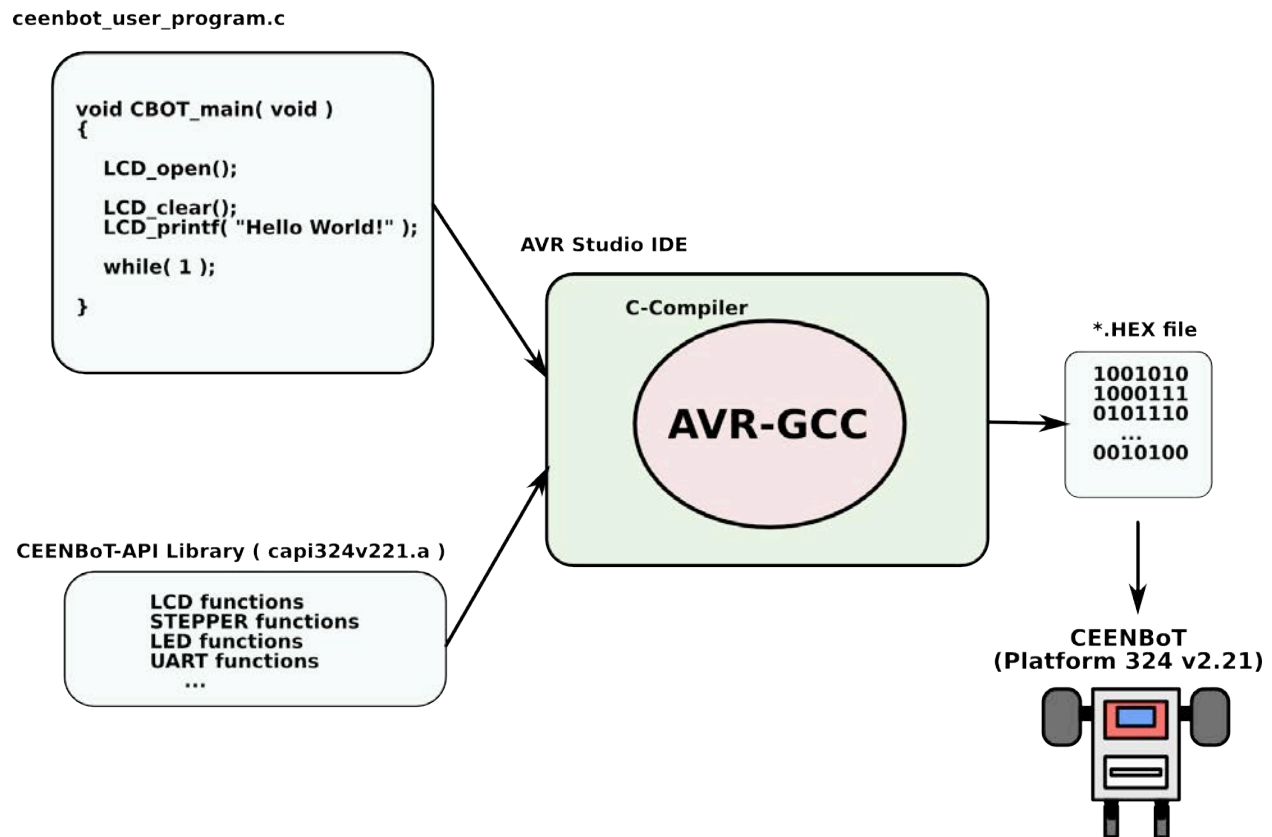 ceenbot_user_program.c
void CBOT_main( void )
{
LCD_open();
LCD_clear();
LCD_printf( "Hello World!" );
while( 1 );
}
AVR Studio IDE
C-Compiler
AVR-GCC
*.HEX file
1001010
1000111
0101110
...
0010100
CEENBoT-API Library ( capi324v221.a )
LCD functions
STEPPER functions
LED functions
UART functions
...
CEENBoT
(Platform 324 v2.21)